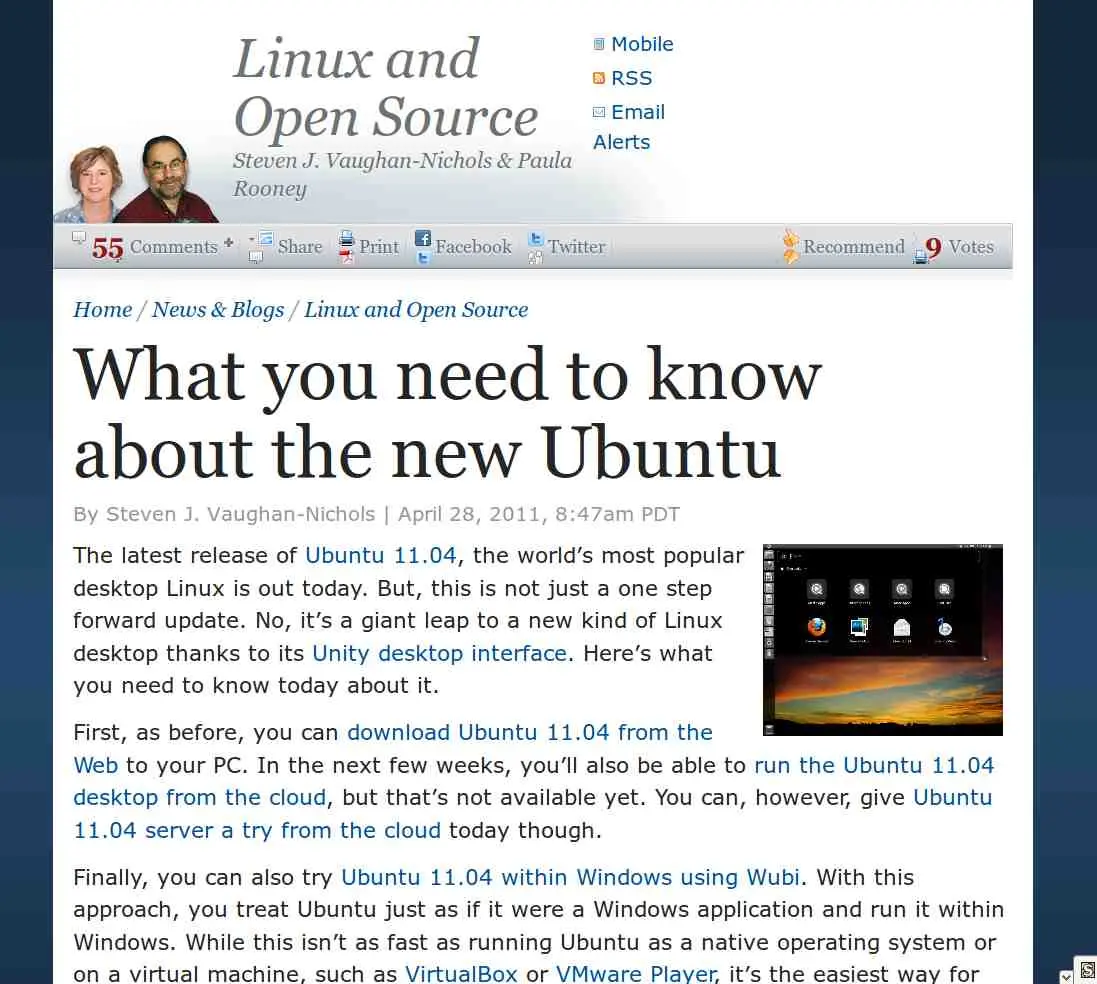 Linux and
Open Source
Steven J. Vaughan-Nichols & Paula
Rooney
Mobile
RSS
Email
Alerts
55 Comments Share Print Facebook Twitter Recommend 9 Votes
Home / News & Blogs / Linux and Open Source
What you need to know
about the new Ubuntu
By Steven J. Vaughan-Nichols | April 28, 2011, 8:47am PDT
The latest release of Ubuntu 11.04, the world’s most popular
desktop Linux is out today. But, this is not just a one step
forward update. No, it’s a giant leap to a new kind of Linux
desktop thanks to its Unity desktop interface. Here’s what
you need to know today about it.
First, as before, you can download Ubuntu 11.04 from the
Web to your PC. In the next few weeks, you’ll also be able to run the Ubuntu 11.04
desktop from the cloud, but that’s not available yet. You can, however, give Ubuntu
11.04 server a try from the cloud today though.
Finally, you can also try Ubuntu 11.04 within Windows using Wubi. With this
approach, you treat Ubuntu just as if it were a Windows application and run it within
Windows. While this isn’t as fast as running Ubuntu as a native operating system or
on a virtual machine, such as VirtualBox or VMware Player, it’s the easiest way for